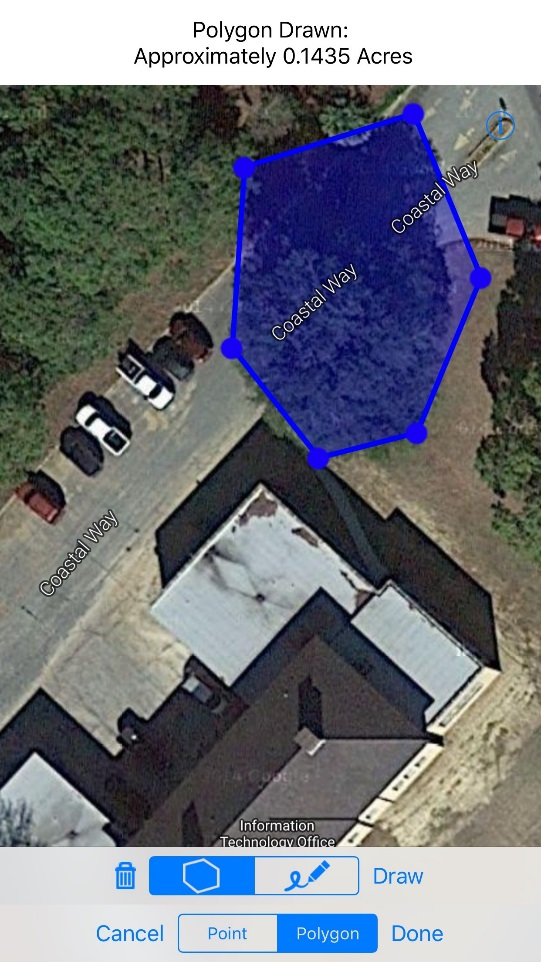 Polygon Drawn:
Approximately 0.1435 Acres
Coastal Way
Coastal Way
Coastal Way
Information
Technology Office
Draw
Cancel
Point
Polygon
Done